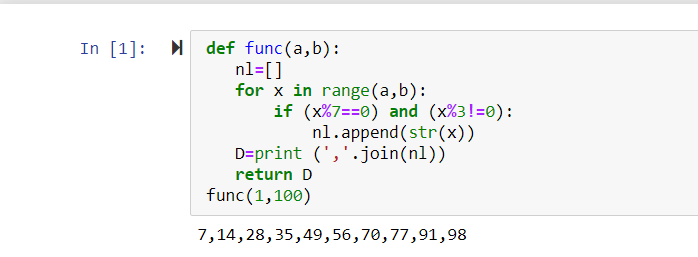 In [1]:
def func(a,b):
    nl=[]
    for x in range(a,b):
        if (x%7==0) and (x%3!=0):
            nl.append(str(x))
    D=print (','.join(nl))
    return D
func(1,100)
7,14,28,35,49,56,70,77,91,98